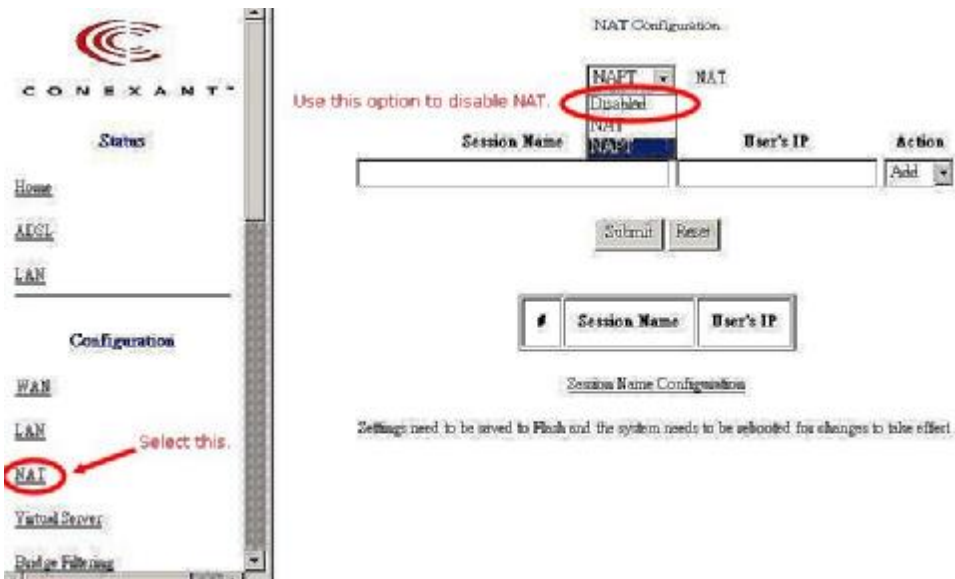 CONEXANT™
Status
Home
ADSL
LAN
Configuration
WAN
LAN
Select this.
NAT
Virtual Server
Bridge Filtering
NAT Configuration
NAPT NAT
Use this option to disable NAT.
Disabled
NAT
NAPT
Session Name User's IP Action
Add
Submit Reset
# Session Name User's IP
Session Name Configuration
Settings need to be saved to Flash and the system needs to be rebooted for changes to take effect